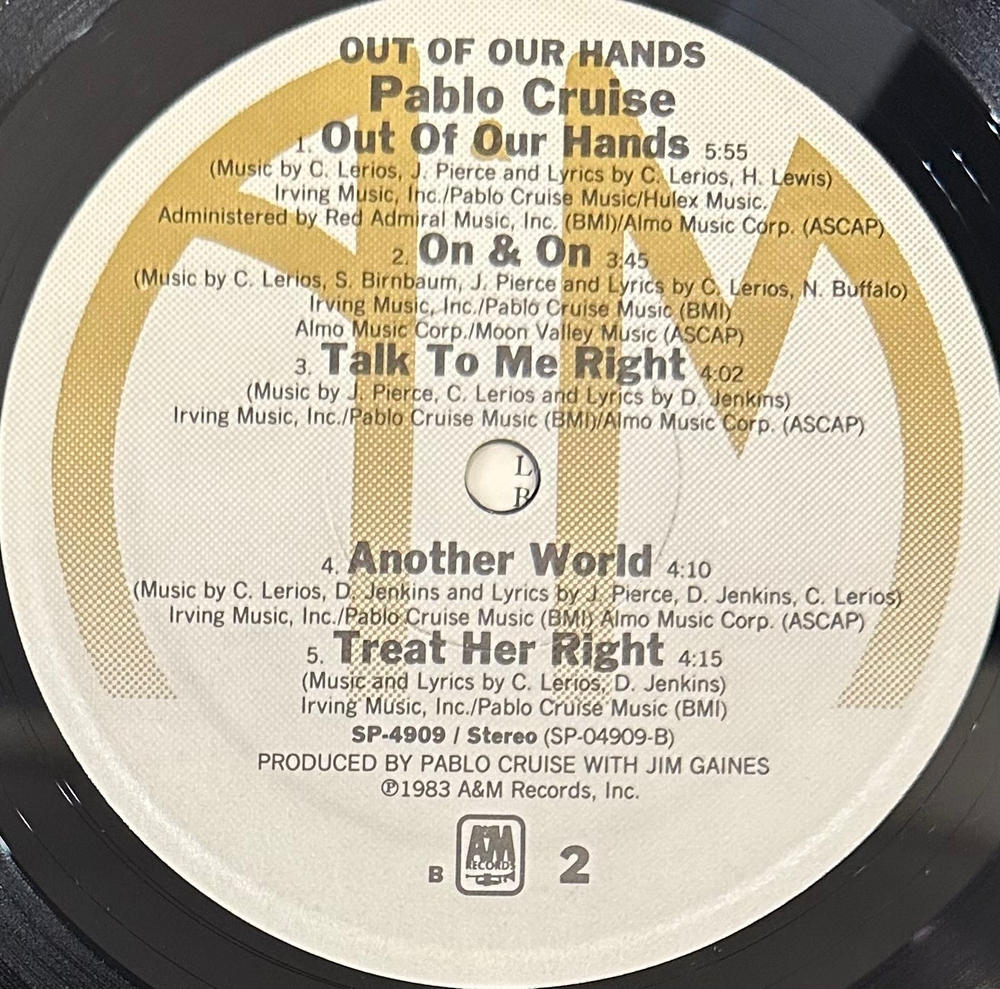 OUT OF OUR HANDS
Pablo Cruise
1. Out Of Our Hands 5:55
(Music by C. Lerios, J. Pierce and Lyrics by C. Lerios, H. Lewis)
Irving Music, Inc./Pablo Cruise Music/Hulex Music.
Administered by Red Admiral Music, Inc. (BMI)/Almo Music Corp. (ASCAP)
2. On & On 3:45
(Music by C. Lerios, S. Birnbaum, J. Pierce and Lyrics by C. Lerios, N. Buffalo)
Irving Music, Inc./Pablo Cruise Music (BMI)
Almo Music Corp./Moon Valley Music (ASCAP)
3. Talk To Me Right 4:02
(Music by J. Pierce, C. Lerios and Lyrics by D. Jenkins)
Irving Music, Inc./Pablo Cruise Music (BMI)/Almo Music Corp. (ASCAP)
L
B
4. Another World 4:10
(Music by C. Lerios, D. Jenkins and Lyrics by J. Pierce, D. Jenkins, C. Lerios)
Irving Music, Inc./Pablo Cruise Music (BMI) Almo Music Corp. (ASCAP)
5. Treat Her Right 4:15
(Music and Lyrics by C. Lerios, D. Jenkins)
Irving Music, Inc./Pablo Cruise Music (BMI)
SP-4909 / Stereo (SP-04909-B)
PRODUCED BY PABLO CRUISE WITH JIM GAINES
℗1983 A&M Records, Inc.
A&M
RECORDS
B 2